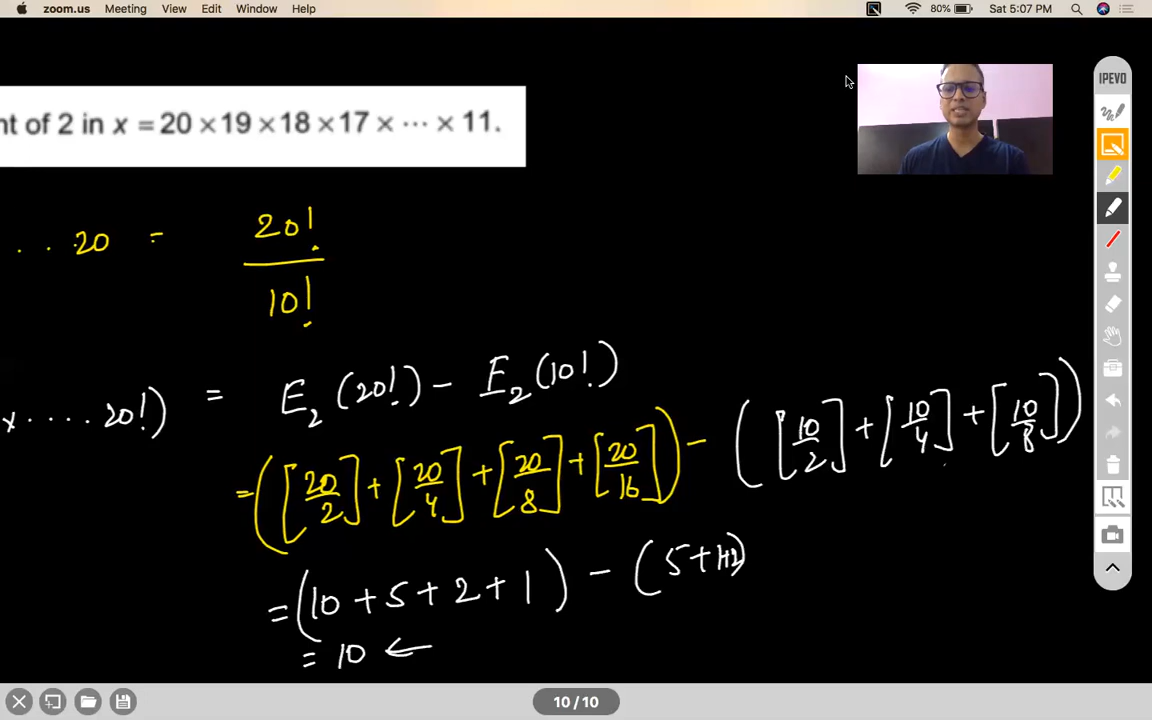 zoom.us Meeting View Edit Window Help 80% Sat 5:07 PM
IPEVO
nt of 2 in x = 20 × 19 × 18 × 17 × ··· × 11.
. . 20 = 20! / 10!
x . . . . 20!) = E₂ (20!) - E₂ (10!)
= ([20/2] + [20/4] + [20/8] + [20/16]) - ([10/2] + [10/4] + [10/8])
= (10 + 5 + 2 + 1) - (5 +
= 10 ←
10 / 10